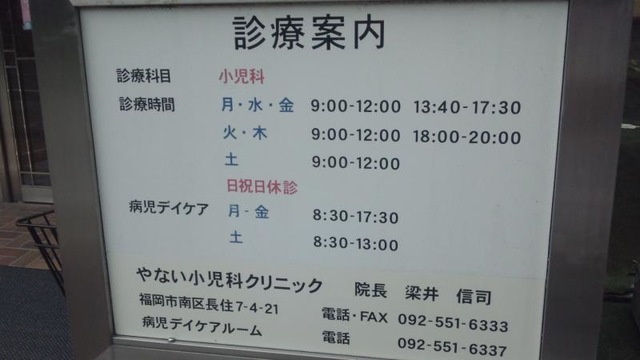 診療案内
診療科目 小児科
診療時間 月・水・金 9:00-12:00 13:40-17:30
火・木 9:00-12:00 18:00-20:00
土 9:00-12:00
日祝日休診
病児デイケア 月-金 8:30-17:30
土 8:30-13:00
やない小児科クリニック 院長 梁井 信司
福岡市南区長住7-4-21 電話・FAX 092-551-6333
病児デイケアルーム 電話 092-551-6337